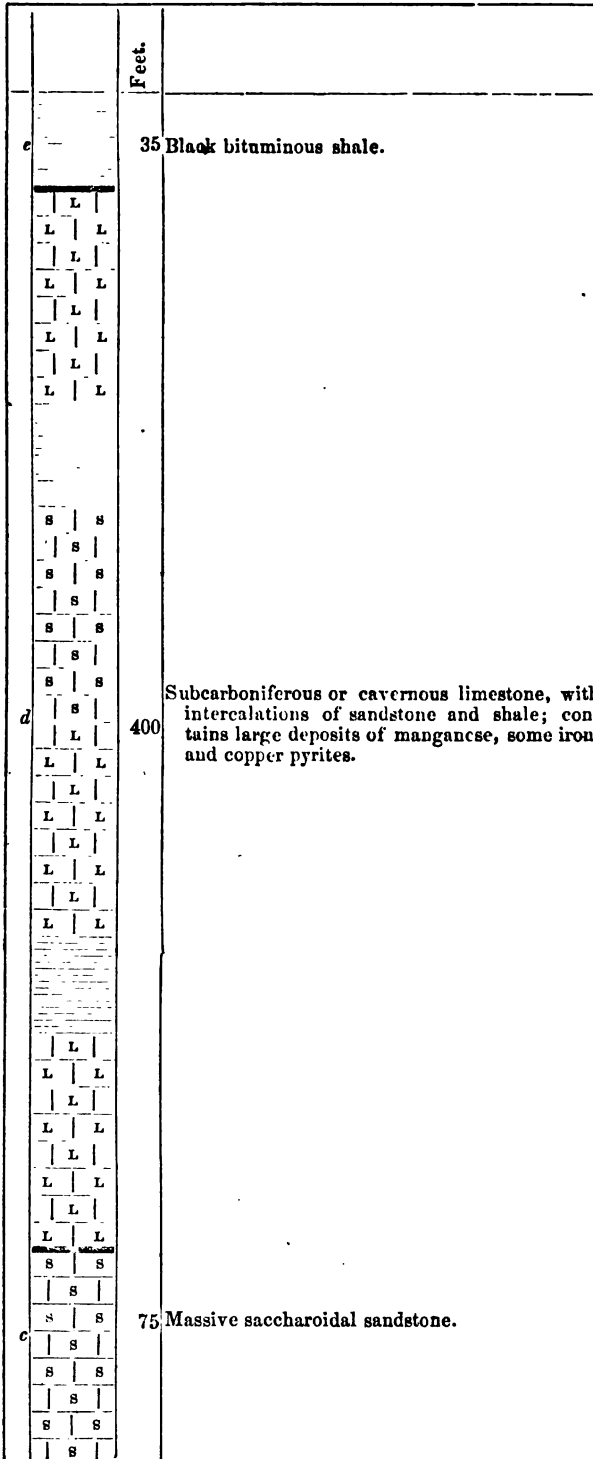 Feet.
e 35 Black bituminous shale.
L
L L
L
L L
L
L L
L
L L
S S
S
S S
S
S S
S
S S
S
d 400 Subcarboniferous or cavernous limestone, with
intercalations of sandstone and shale; con
tains large deposits of manganese, some iron
and copper pyrites.
L
L L
L
L L
L
L L
L
L L
L
L L
L
L L
L
L L
L
L L
S S
S
c 75 Massive saccharoidal sandstone.
S S
S
S S
S
S S
S